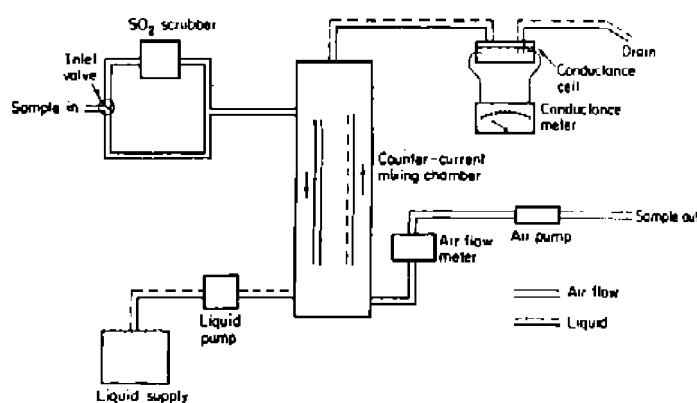 SO2 scrubber
Inlet
valve
Sample in
Drain
Conductance
cell
Conductance
meter
Counter-current
mixing chamber
Sample out
Air pump
Air flow
meter
Liquid
pump
Liquid supply
Air flow
Liquid